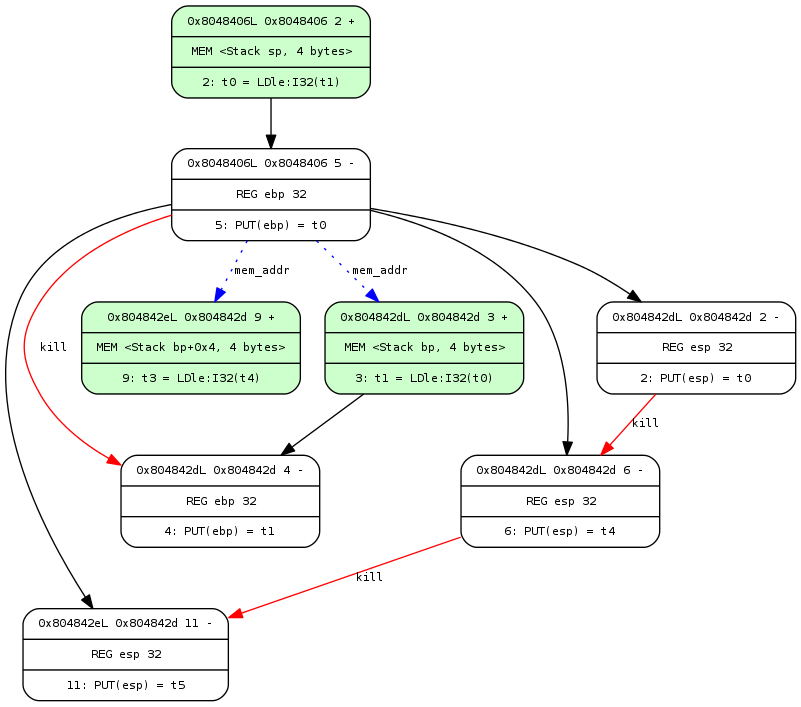 0x8048406L 0x8048406 2 +
MEM <Stack sp, 4 bytes>
2: t0 = LDle:I32(t1)
0x8048406L 0x8048406 5 -
REG ebp 32
5: PUT(ebp) = t0
mem_addr
mem_addr
0x804842eL 0x804842d 9 +
MEM <Stack bp+0x4, 4 bytes>
9: t3 = LDle:I32(t4)
0x804842dL 0x804842d 3 +
MEM <Stack bp, 4 bytes>
3: t1 = LDle:I32(t0)
0x804842dL 0x804842d 2 -
REG esp 32
2: PUT(esp) = t0
kill
kill
0x804842dL 0x804842d 4 -
REG ebp 32
4: PUT(ebp) = t1
0x804842dL 0x804842d 6 -
REG esp 32
6: PUT(esp) = t4
kill
0x804842eL 0x804842d 11 -
REG esp 32
11: PUT(esp) = t5